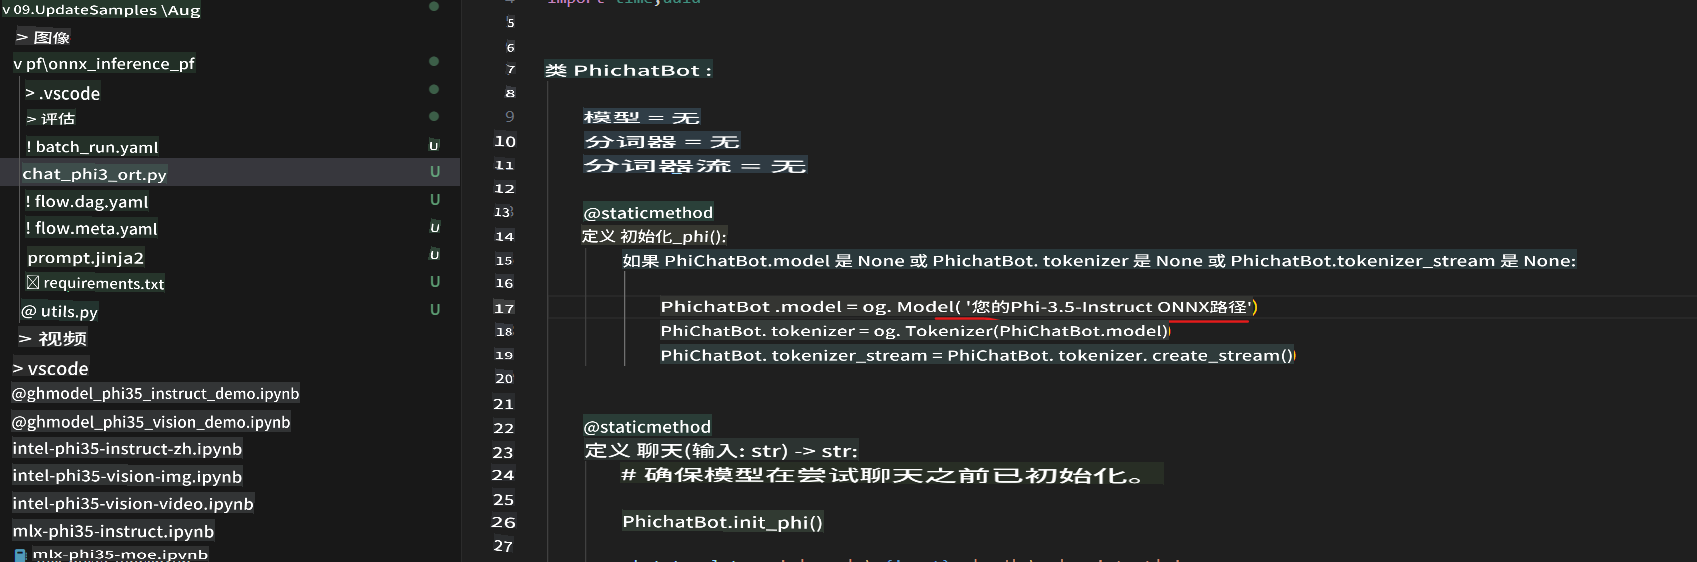 v 09.UpdateSamples \Aug
> 图像
v pf\onnx_inference_pf
> .vscode
> 评估
! batch_run.yaml U
chat_phi3_ort.py U
! flow.dag.yaml U
! flow.meta.yaml U
prompt.jinja2 U
requirements.txt U
@ utils.py U
> 视频
> vscode
@ghmodel_phi35_instruct_demo.ipynb
@ghmodel_phi35_vision_demo.ipynb
intel-phi35-instruct-zh.ipynb
intel-phi35-vision-img.ipynb
intel-phi35-vision-video.ipynb
mlx-phi35-instruct.ipynb
mlx-phi35-moe.ipynb
import time,uuid
5
6
7 类 PhichatBot :
8
9 模型 = 无
10 分词器 = 无
11 分词器流 = 无
12
13 @staticmethod
14 定义 初始化_phi():
15 如果 PhiChatBot.model 是 None 或 PhichatBot. tokenizer 是 None 或 PhichatBot.tokenizer_stream 是 None:
16
17 PhichatBot .model = og. Model( '您的Phi-3.5-Instruct ONNX路径')
18 PhiChatBot. tokenizer = og. Tokenizer(PhiChatBot.model)
19 PhiChatBot. tokenizer_stream = PhiChatBot. tokenizer. create_stream()
20
21
22 @staticmethod
23 定义 聊天(输入: str) -> str:
24 # 确保模型在尝试聊天之前已初始化。
25
26 PhichatBot.init_phi()
27